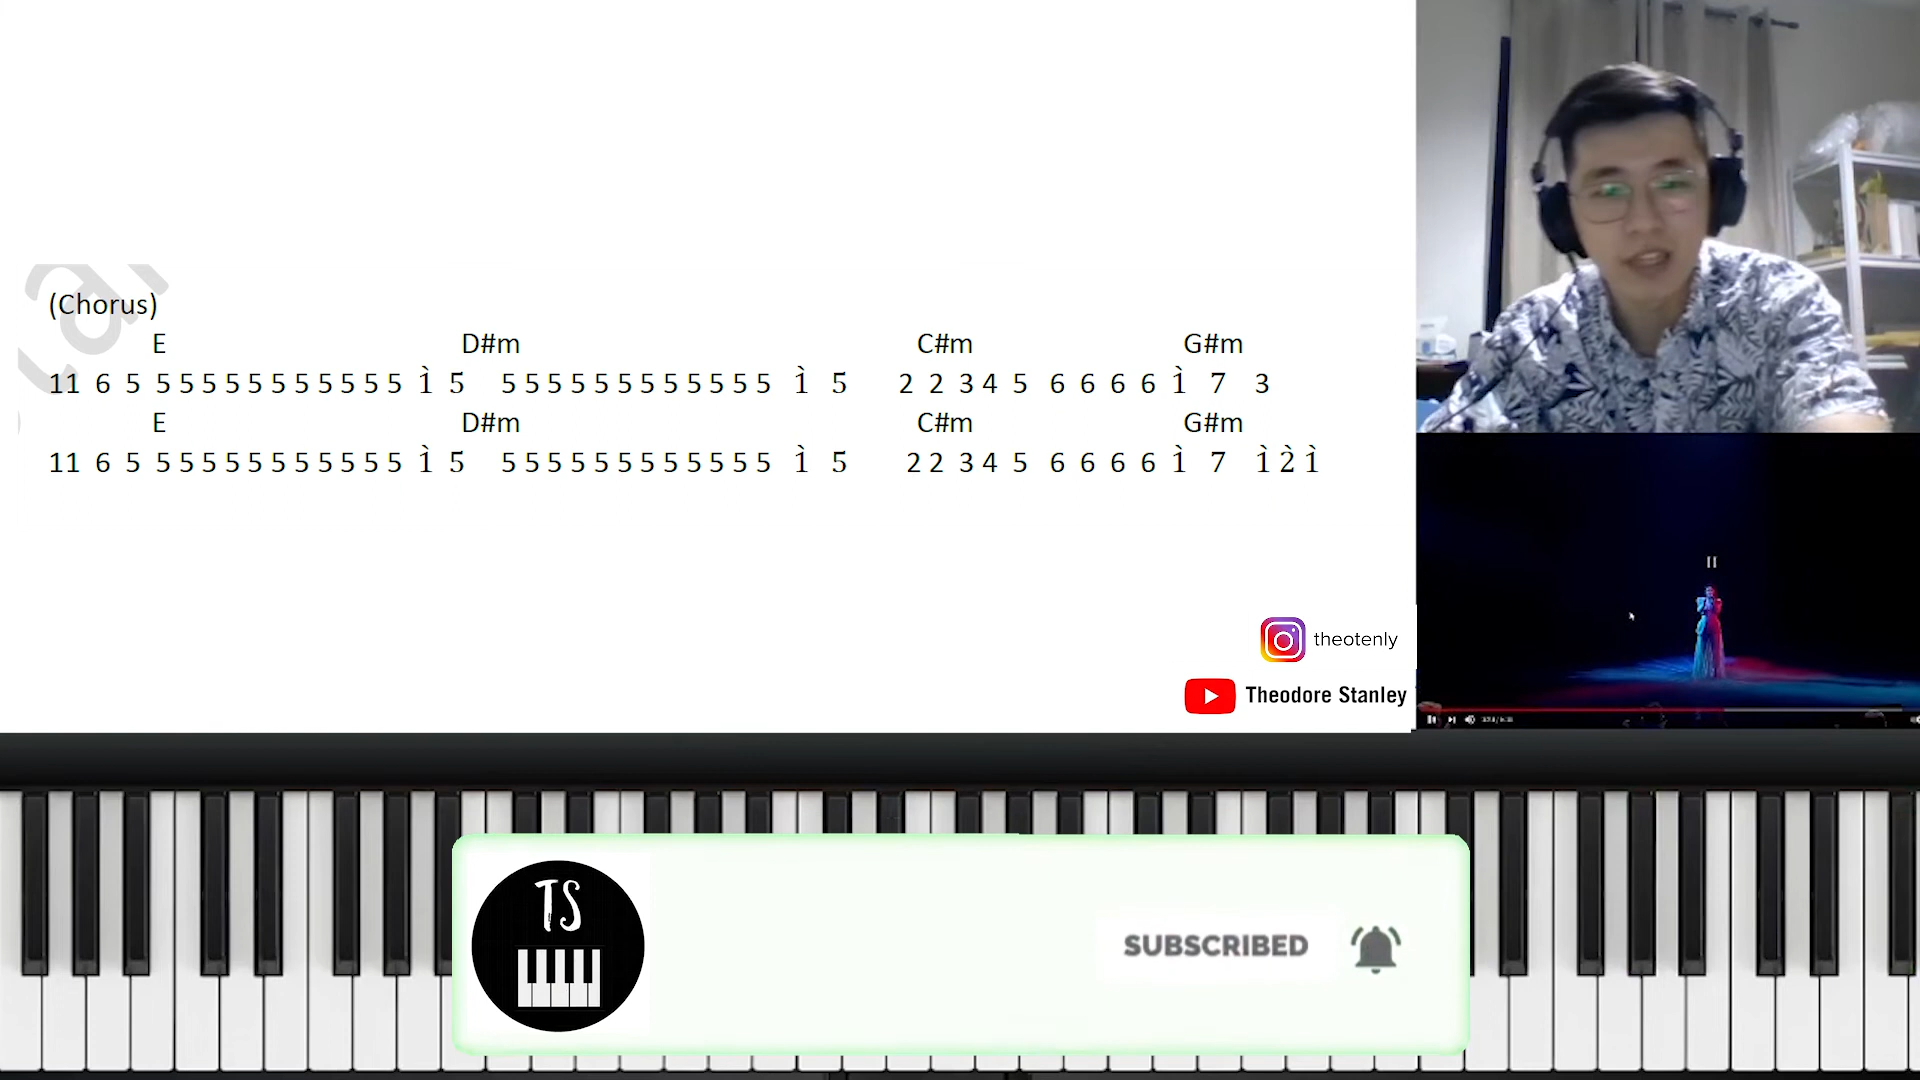 (Chorus)
E D#m C#m G#m
11 6 5 5 5 5 5 5 5 5 5 5 5 5 1̀ 5 5 5 5 5 5 5 5 5 5 5 5 5 1̀ 5 2 2 3 4 5 6 6 6 6 1̀ 7 3
E D#m C#m G#m
11 6 5 5 5 5 5 5 5 5 5 5 5 5 1̀ 5 5 5 5 5 5 5 5 5 5 5 5 5 1̀ 5 2 2 3 4 5 6 6 6 6 1̀ 7 1̀ 2̀ 1̀
theotenly
Theodore Stanley
TS
SUBSCRIBED